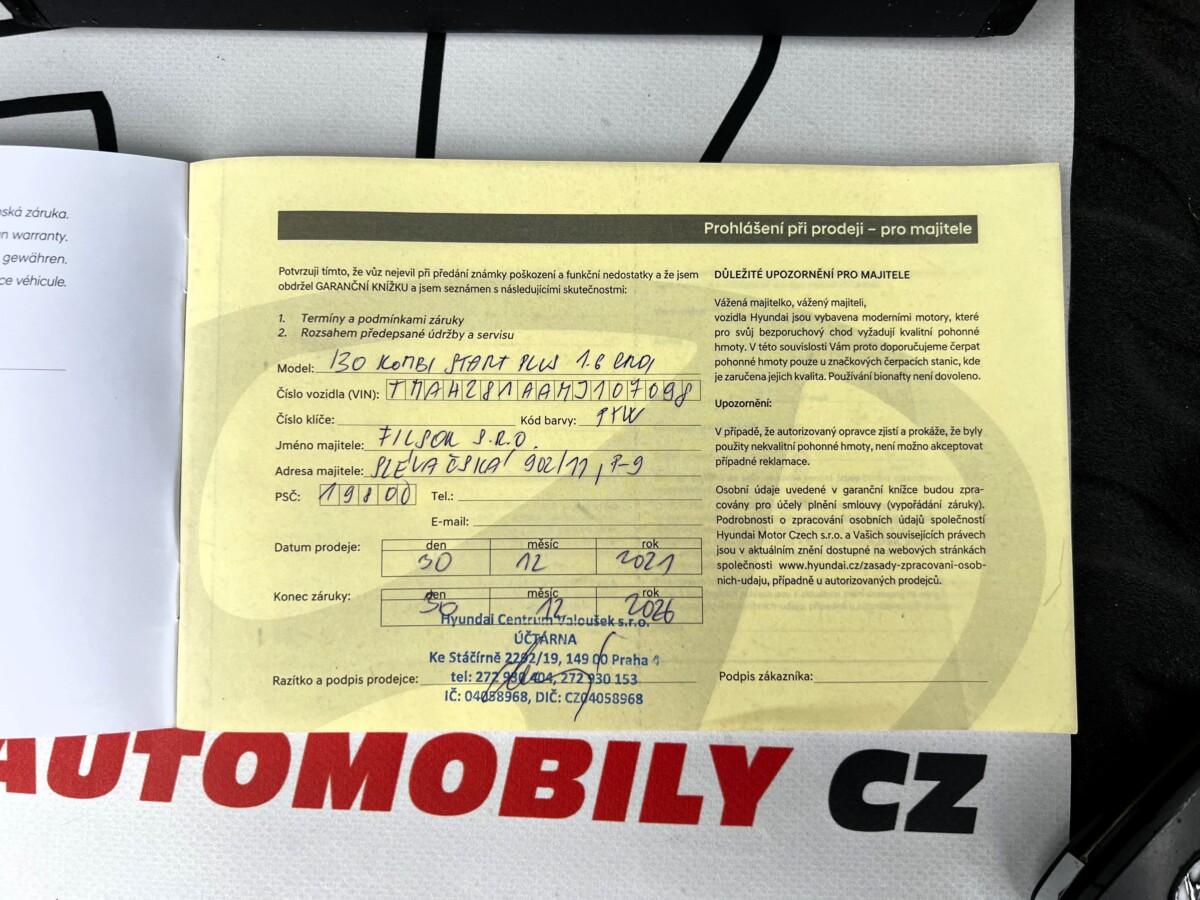 nská záruka.
n warranty.
gewähren.
ce véhicule.
Prohlášení při prodeji – pro majitele
Potvrzuji tímto, že vůz nejevil při předání známky poškození a funkční nedostatky a že jsem
obdržel GARANČNÍ KNÍŽKU a jsem seznámen s následujícími skutečnostmi:
1. Termíny a podmínkami záruky
2. Rozsahem předepsané údržby a servisu
Model: I30 KOMBI START PLUS 1.6 CRDI
Číslo vozidla (VIN): TMAH281AAMJ107098
Číslo klíče: Kód barvy: PYW
Jméno majitele: FILSON S.R.O.
Adresa majitele: SLÉVAČSKÁ 902/11, P-9
PSČ: 19800 Tel.:
E-mail:
Datum prodeje: den měsíc rok
30 12 2021
Konec záruky: den měsíc rok
30 12 2026
Hyundai Centrum Valoušek s.r.o.
ÚČTÁRNA
Ke Stáčírně 2292/19, 149 00 Praha 4
Razítko a podpis prodejce: tel: 272 930 404, 272 930 153
IČ: 04058968, DIČ: CZ04058968
DŮLEŽITÉ UPOZORNĚNÍ PRO MAJITELE
Vážená majitelko, vážený majiteli,
vozidla Hyundai jsou vybavena moderními motory, které
pro svůj bezporuchový chod vyžadují kvalitní pohonné
hmoty. V této souvislosti Vám proto doporučujeme čerpat
pohonné hmoty pouze u značkových čerpacích stanic, kde
je zaručena jejich kvalita. Používání bionafty není dovoleno.
Upozornění:
V případě, že autorizovaný opravce zjistí a prokáže, že byly
použity nekvalitní pohonné hmoty, není možno akceptovat
případné reklamace.
Osobní údaje uvedené v garanční knížce budou zpra-
covány pro účely plnění smlouvy (vypořádání záruky).
Podrobnosti o zpracování osobních údajů společností
Hyundai Motor Czech s.r.o. a Vašich souvisejících právech
jsou v aktuálním znění dostupné na webových stránkách
společnosti www.hyundai.cz/zasady-zpracovani-osob-
nich-udaju, případně u autorizovaných prodejců.
Podpis zákazníka:
AUTOMOBILY CZ